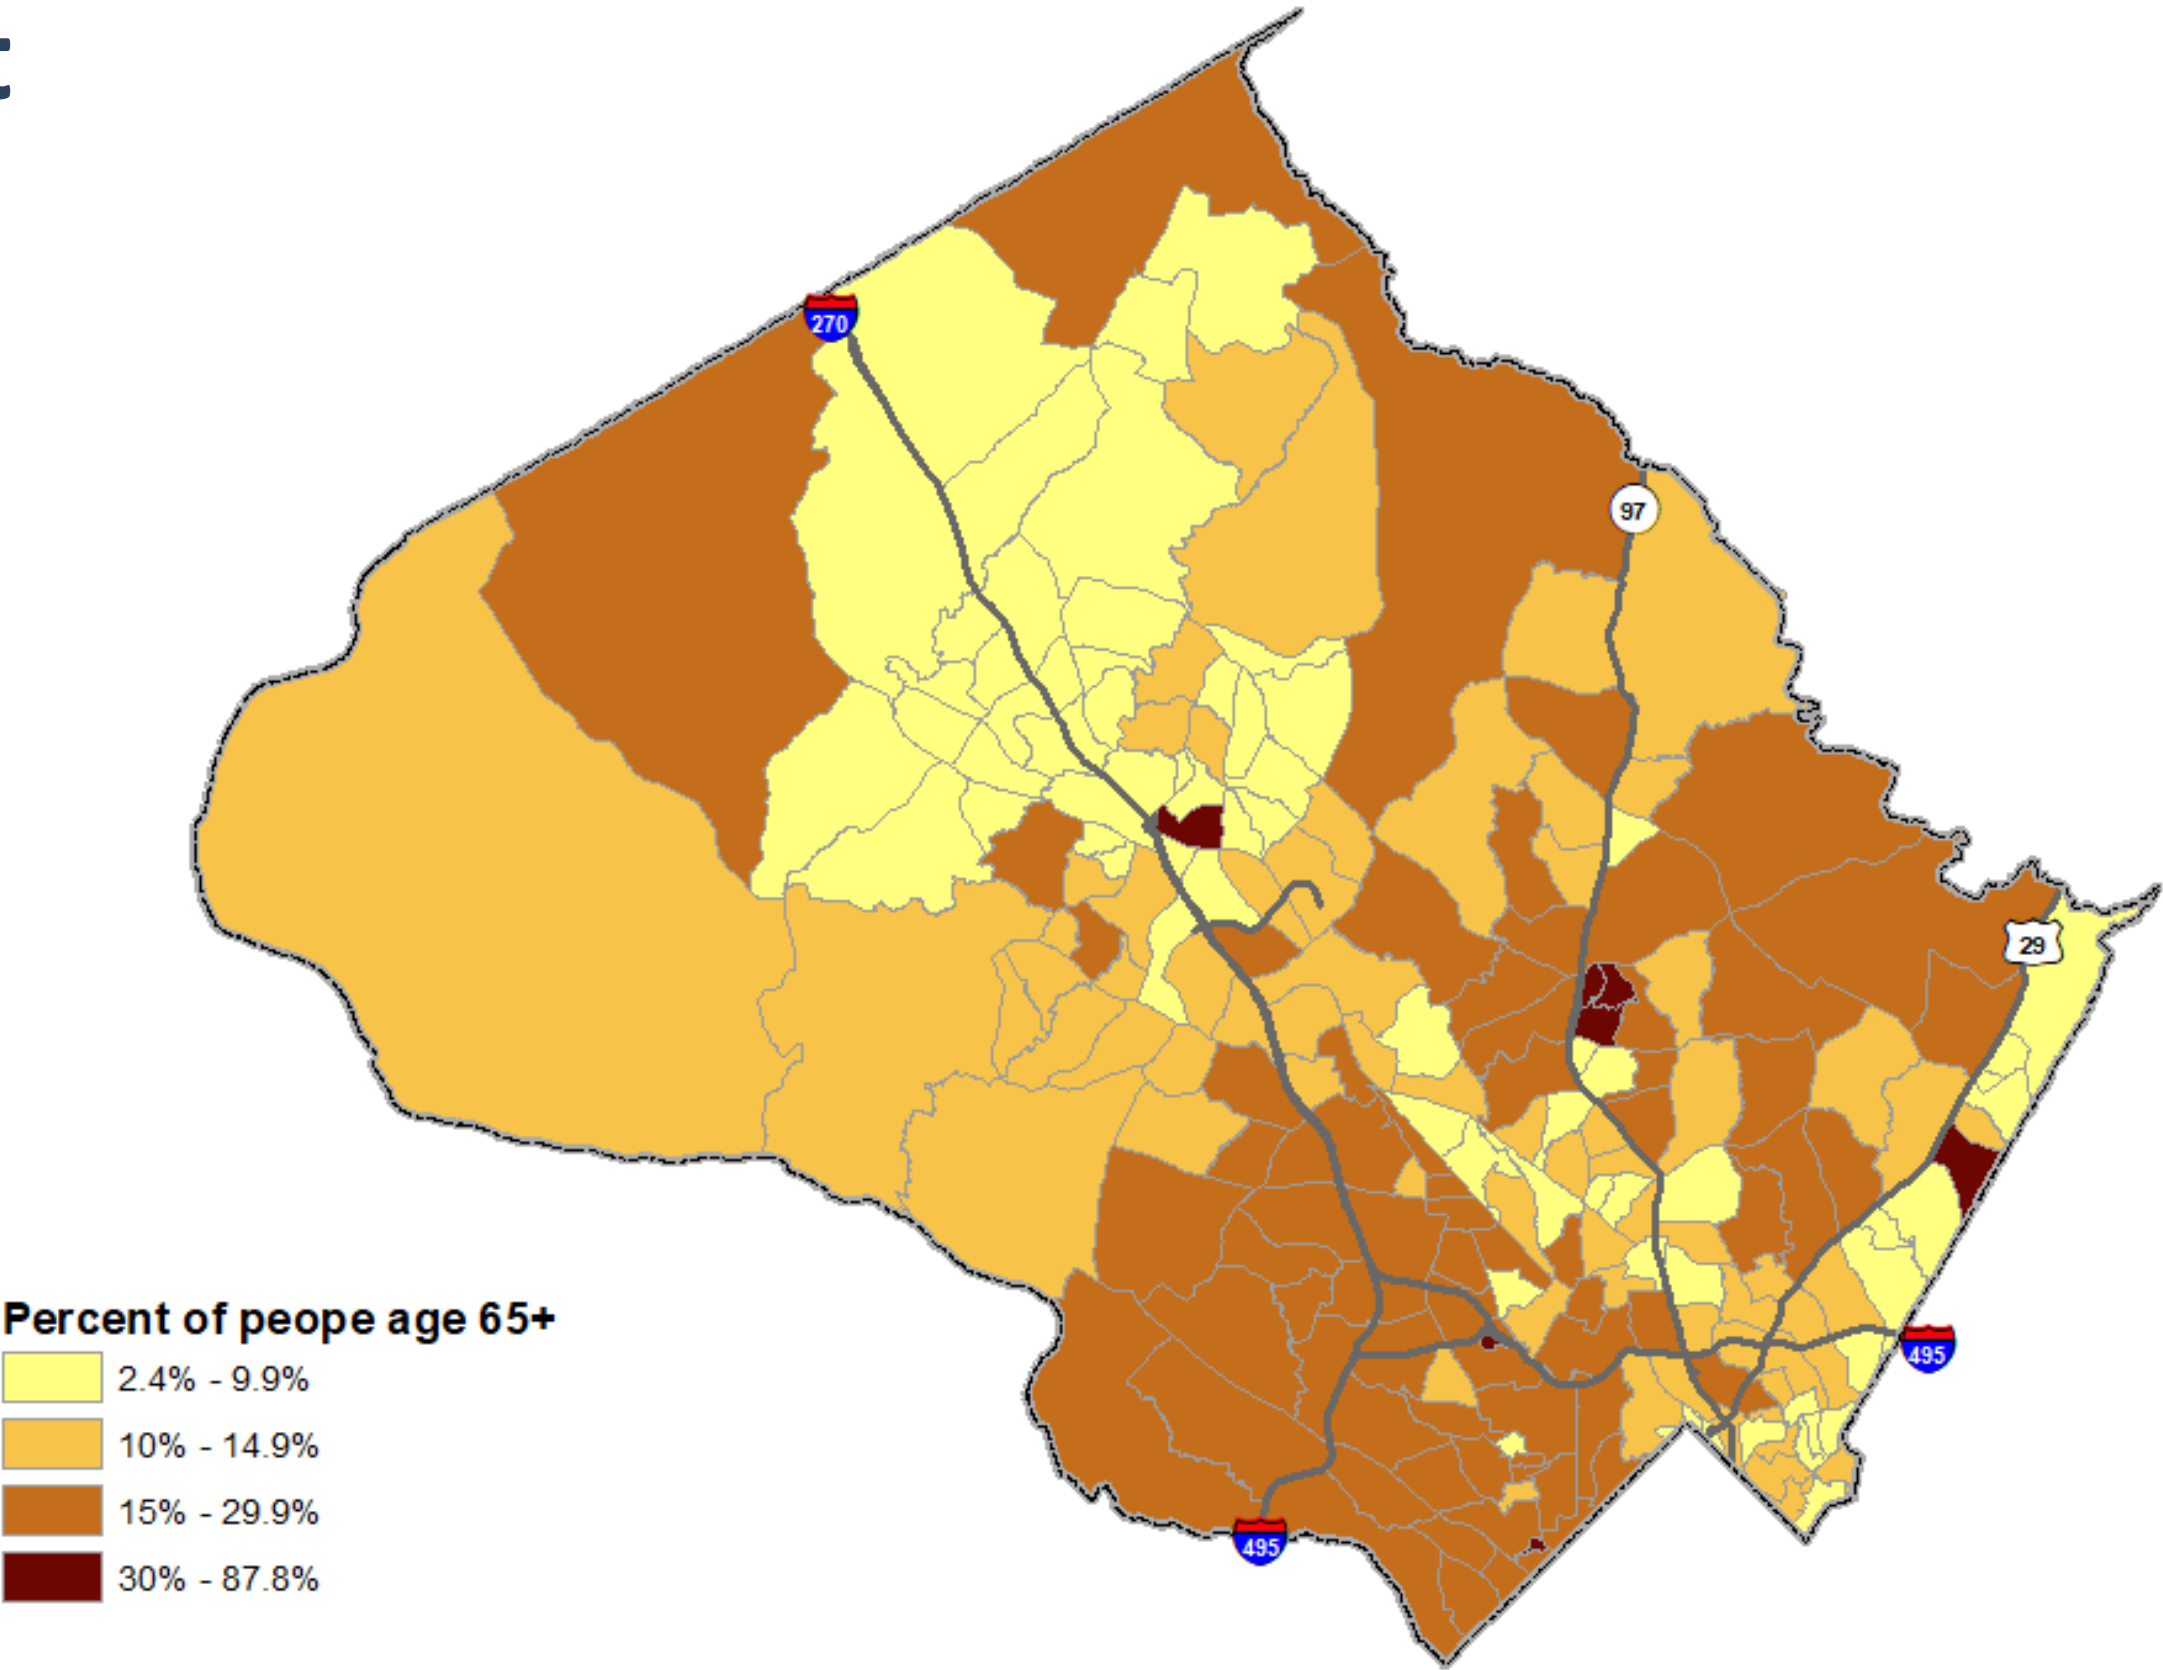 t
270
97
29
495
495
Percent of peope age 65+
2.4% - 9.9%
10% - 14.9%
15% - 29.9%
30% - 87.8%